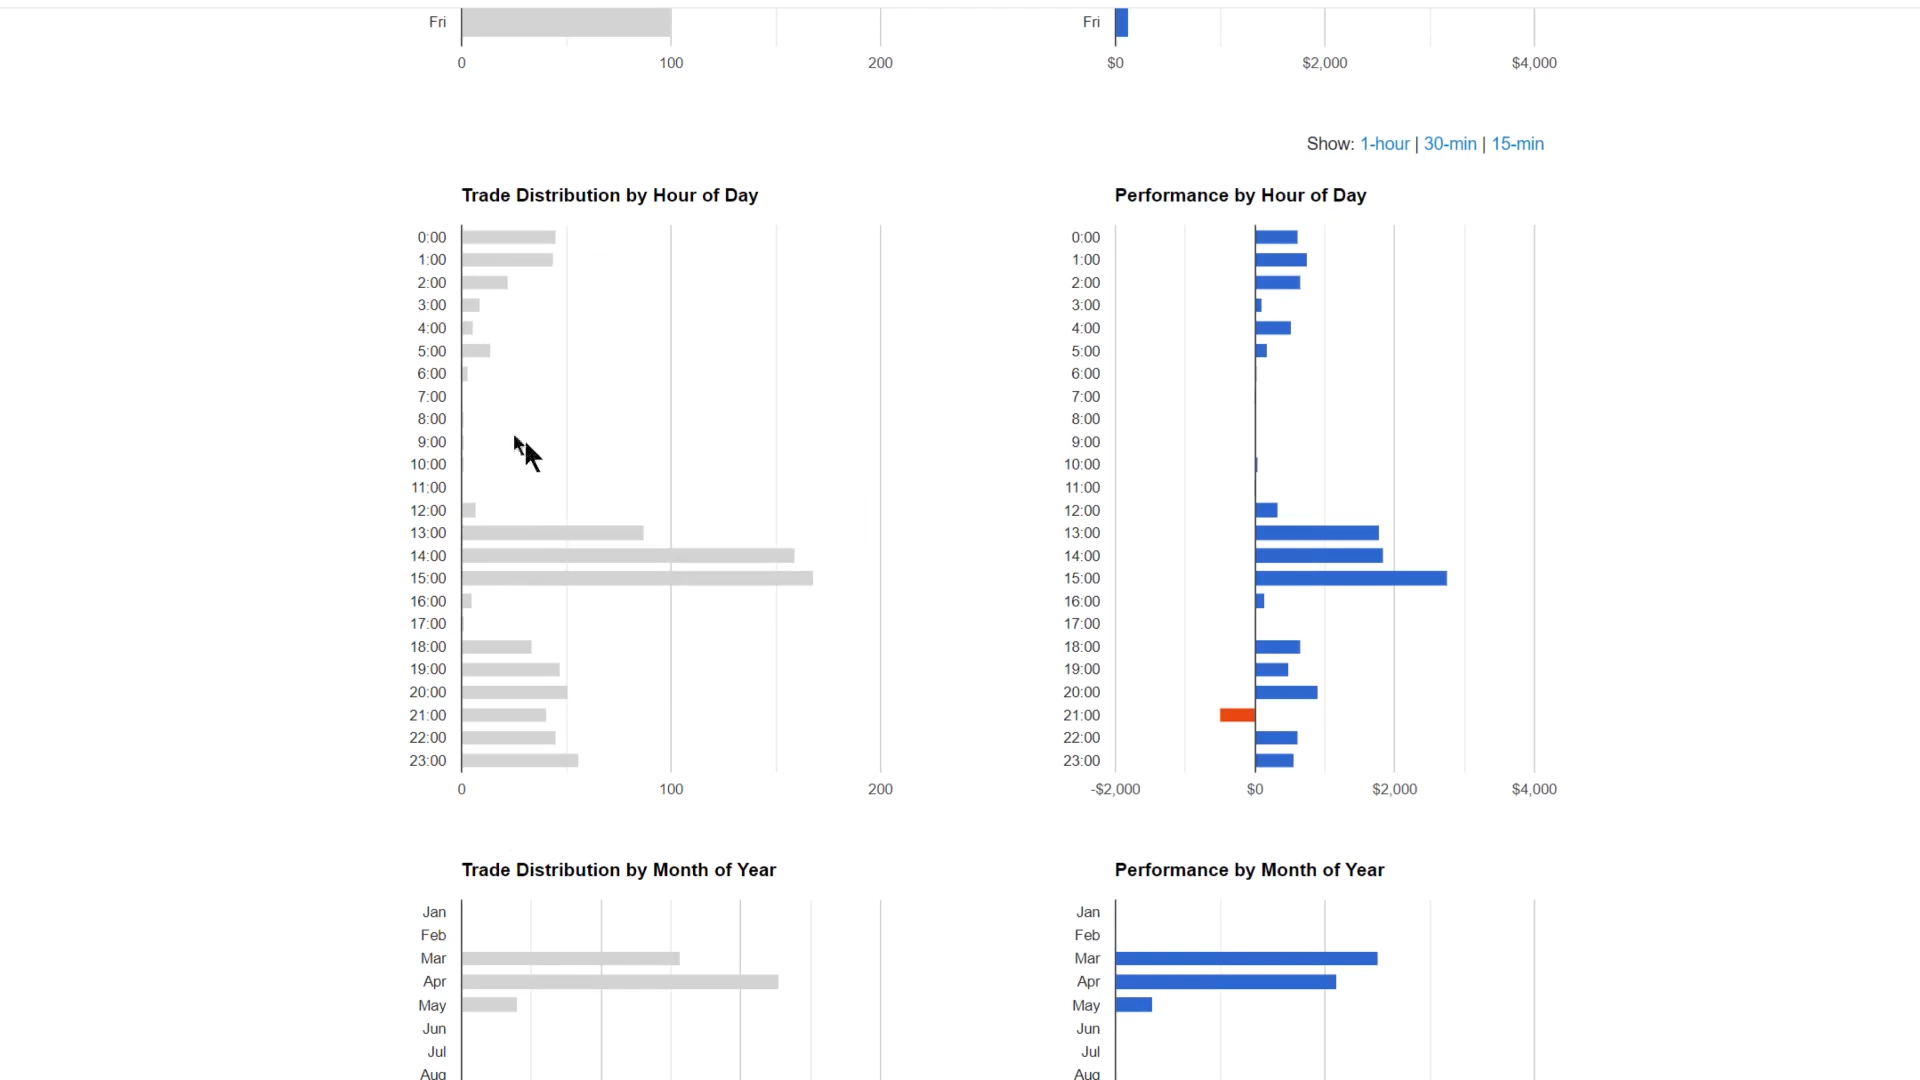 Fri
0 100 200
Fri
$0 $2,000 $4,000
Show: 1-hour | 30-min | 15-min
Trade Distribution by Hour of Day
0:00
1:00
2:00
3:00
4:00
5:00
6:00
7:00
8:00
9:00
10:00
11:00
12:00
13:00
14:00
15:00
16:00
17:00
18:00
19:00
20:00
21:00
22:00
23:00
0 100 200
Performance by Hour of Day
0:00
1:00
2:00
3:00
4:00
5:00
6:00
7:00
8:00
9:00
10:00
11:00
12:00
13:00
14:00
15:00
16:00
17:00
18:00
19:00
20:00
21:00
22:00
23:00
-$2,000 $0 $2,000 $4,000
Trade Distribution by Month of Year
Jan
Feb
Mar
Apr
May
Jun
Jul
Aug
Performance by Month of Year
Jan
Feb
Mar
Apr
May
Jun
Jul
Aug